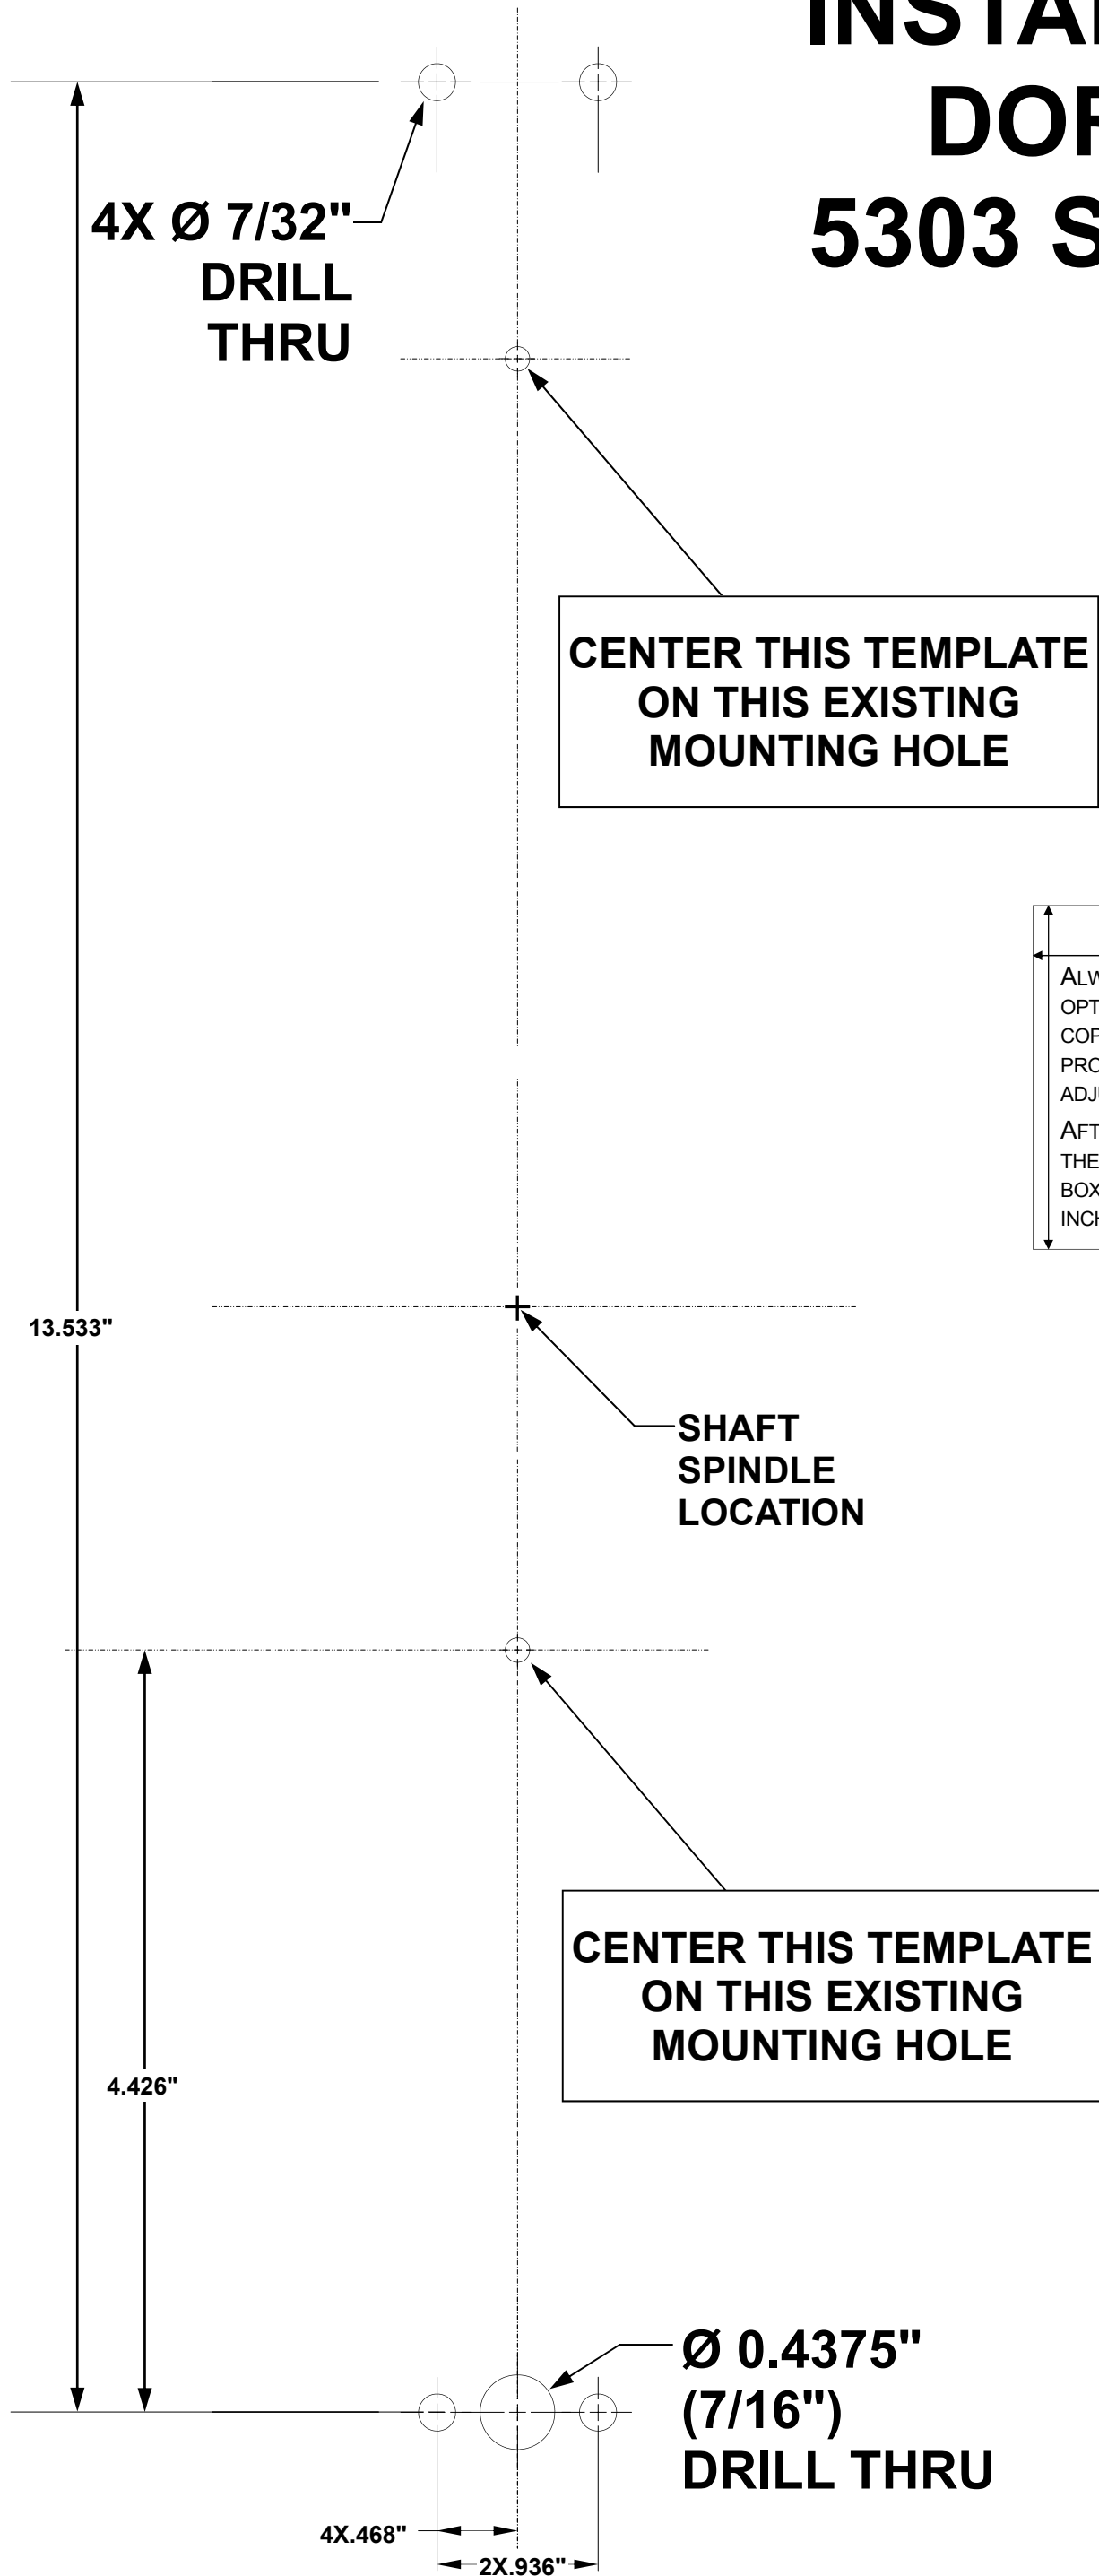 DOR
5303 S
4X Ø 7/32"
DRILL
THRU
CENTER THIS TEMPLATE
ON THIS EXISTING
MOUNTING HOLE
13.533"
SHAFT
SPINDLE
LOCATION
CENTER THIS TEMPLATE
ON THIS EXISTING
MOUNTING HOLE
4.426"
Ø 0.4375"
(7/16")
DRILL THRU
4X.468"
2X.936"